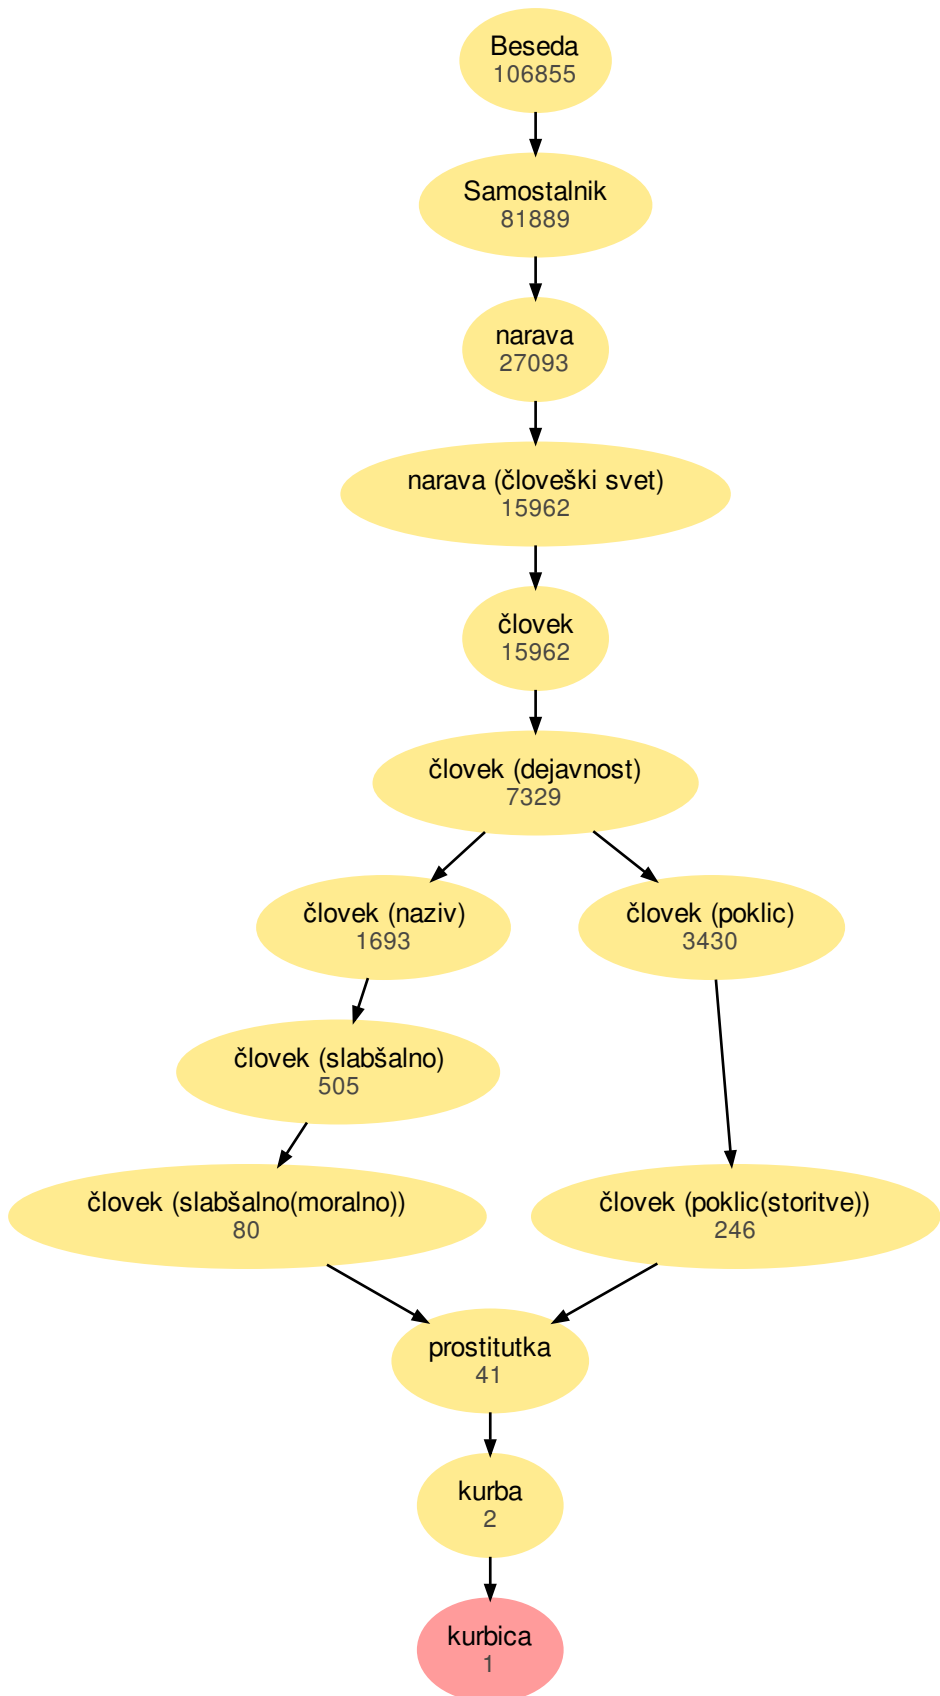 Beseda
106855
Samostalnik
81889
narava
27093
narava (človeški svet)
15962
človek
15962
človek (dejavnost)
7329
človek (naziv)
1693
človek (poklic)
3430
človek (slabšalno)
505
človek (slabšalno(moralno))
80
človek (poklic(storitve))
246
prostitutka
41
kurba
2
kurbica
1